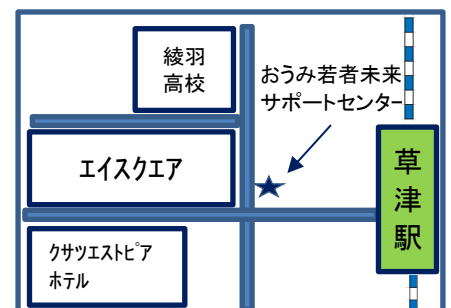 綾羽
高校
おうみ若者未来
サポートセンター
エイスクエア
草津駅
クサツエストピア
ホテル